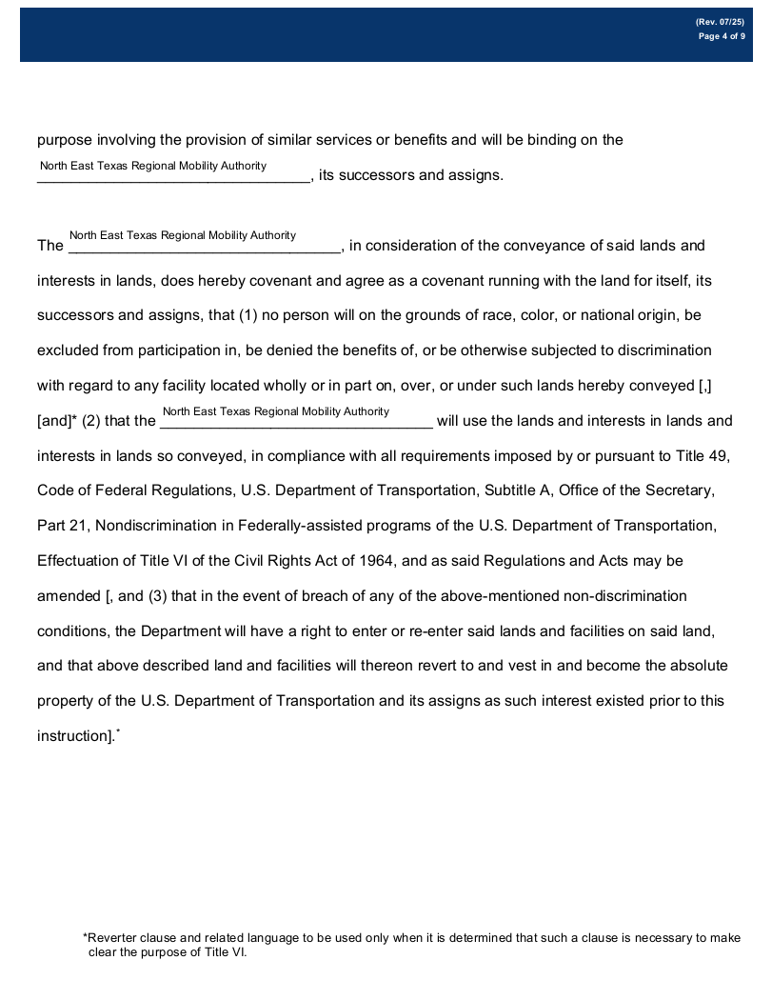 (Rev. 07/25)
Page 4 of 9
purpose involving the provision of similar services or benefits and will be binding on the
North East Texas Regional Mobility Authority, its successors and assigns.
The North East Texas Regional Mobility Authority, in consideration of the conveyance of said lands and
interests in lands, does hereby covenant and agree as a covenant running with the land for itself, its
successors and assigns, that (1) no person will on the grounds of race, color, or national origin, be
excluded from participation in, be denied the benefits of, or be otherwise subjected to discrimination
with regard to any facility located wholly or in part on, over, or under such lands hereby conveyed [,]
[and]* (2) that the North East Texas Regional Mobility Authority will use the lands and interests in lands and
interests in lands so conveyed, in compliance with all requirements imposed by or pursuant to Title 49,
Code of Federal Regulations, U.S. Department of Transportation, Subtitle A, Office of the Secretary,
Part 21, Nondiscrimination in Federally-assisted programs of the U.S. Department of Transportation,
Effectuation of Title VI of the Civil Rights Act of 1964, and as said Regulations and Acts may be
amended [, and (3) that in the event of breach of any of the above-mentioned non-discrimination
conditions, the Department will have a right to enter or re-enter said lands and facilities on said land,
and that above described land and facilities will thereon revert to and vest in and become the absolute
property of the U.S. Department of Transportation and its assigns as such interest existed prior to this
instruction].*
*Reverter clause and related language to be used only when it is determined that such a clause is necessary to make
clear the purpose of Title VI.